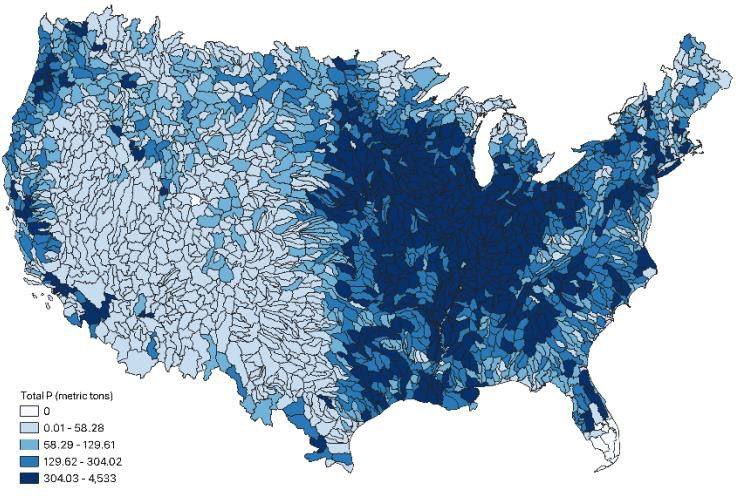 Total P (metric tons)
0
0.01 - 58.28
58.29 - 129.61
129.62 - 304.02
304.03 - 4,533